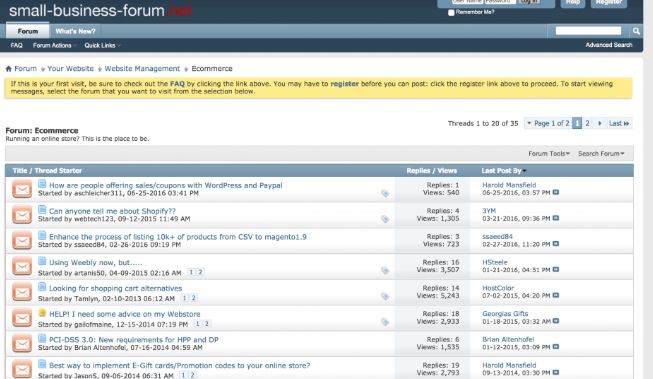 small-business-forum.net
User Name Password Log in Help Register
Remember Me?
Forum What's New?
FAQ Forum Actions Quick Links Advanced Search
Forum Your Website Website Management Ecommerce
If this is your first visit, be sure to check out the FAQ by clicking the link above. You may have to register before you can post: click the register link above to proceed. To start viewing
messages, select the forum that you want to visit from the selection below.
Threads 1 to 20 of 35 Page 1 of 2 1 2 Last
Forum: Ecommerce
Running an online store? This is the place to be.
Forum Tools Search Forum
Title / Thread Starter Replies / Views Last Post By
How are people offering sales/coupons with WordPress and Paypal Replies: 1 Harold Mansfield
Started by aschleicher311, 06-25-2016 03:41 PM Views: 540 06-25-2016, 03:57 PM
Can anyone tell me about Shopify?? Replies: 4 3YM
Started by webtech123, 09-12-2015 11:49 AM Views: 1,305 03-21-2016, 09:36 PM
Enhance the process of listing 10k+ of products from CSV to magento1.9 Replies: 3 ssaeed84
Started by ssaeed84, 02-26-2016 09:19 PM Views: 723 02-27-2016, 11:20 PM
Using Weebly now, but..... Replies: 16 HSteele
Started by artanis50, 04-09-2015 02:16 AM 1 2 Views: 3,507 01-21-2016, 04:51 PM
Looking for shopping cart alternatives Replies: 14 HostColor
Started by Tamlyn, 02-10-2013 06:12 AM 1 2 Views: 5,243 07-02-2015, 04:20 PM
HELP! I need some advice on my Webstore Replies: 18 Georgias Gifts
Started by gailofmaine, 12-15-2014 07:19 PM 1 2 Views: 2,933 01-18-2015, 03:32 AM
PCI-DSS 3.0: New requirements for HPP and DP Replies: 6 Brian Altenhofel
Started by Brian Altenhofel, 07-16-2014 04:59 AM Views: 1,535 01-12-2015, 03:09 PM
Best way to implement E-Gift cards/Promotion codes to your online store? Replies: 19 Harold Mansfield
Started by JasonS, 09-06-2014 06:31 AM 1 2 Views: 2,793 09-13-2014, 03:30 PM